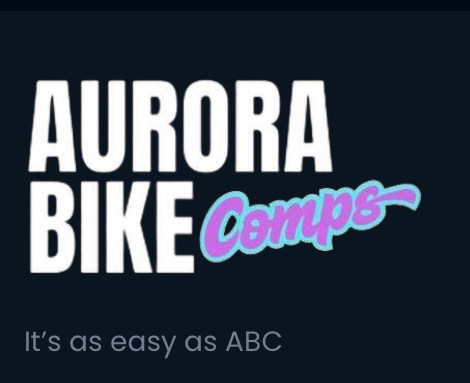 AURORA
BIKE Comps
It's as easy as ABC